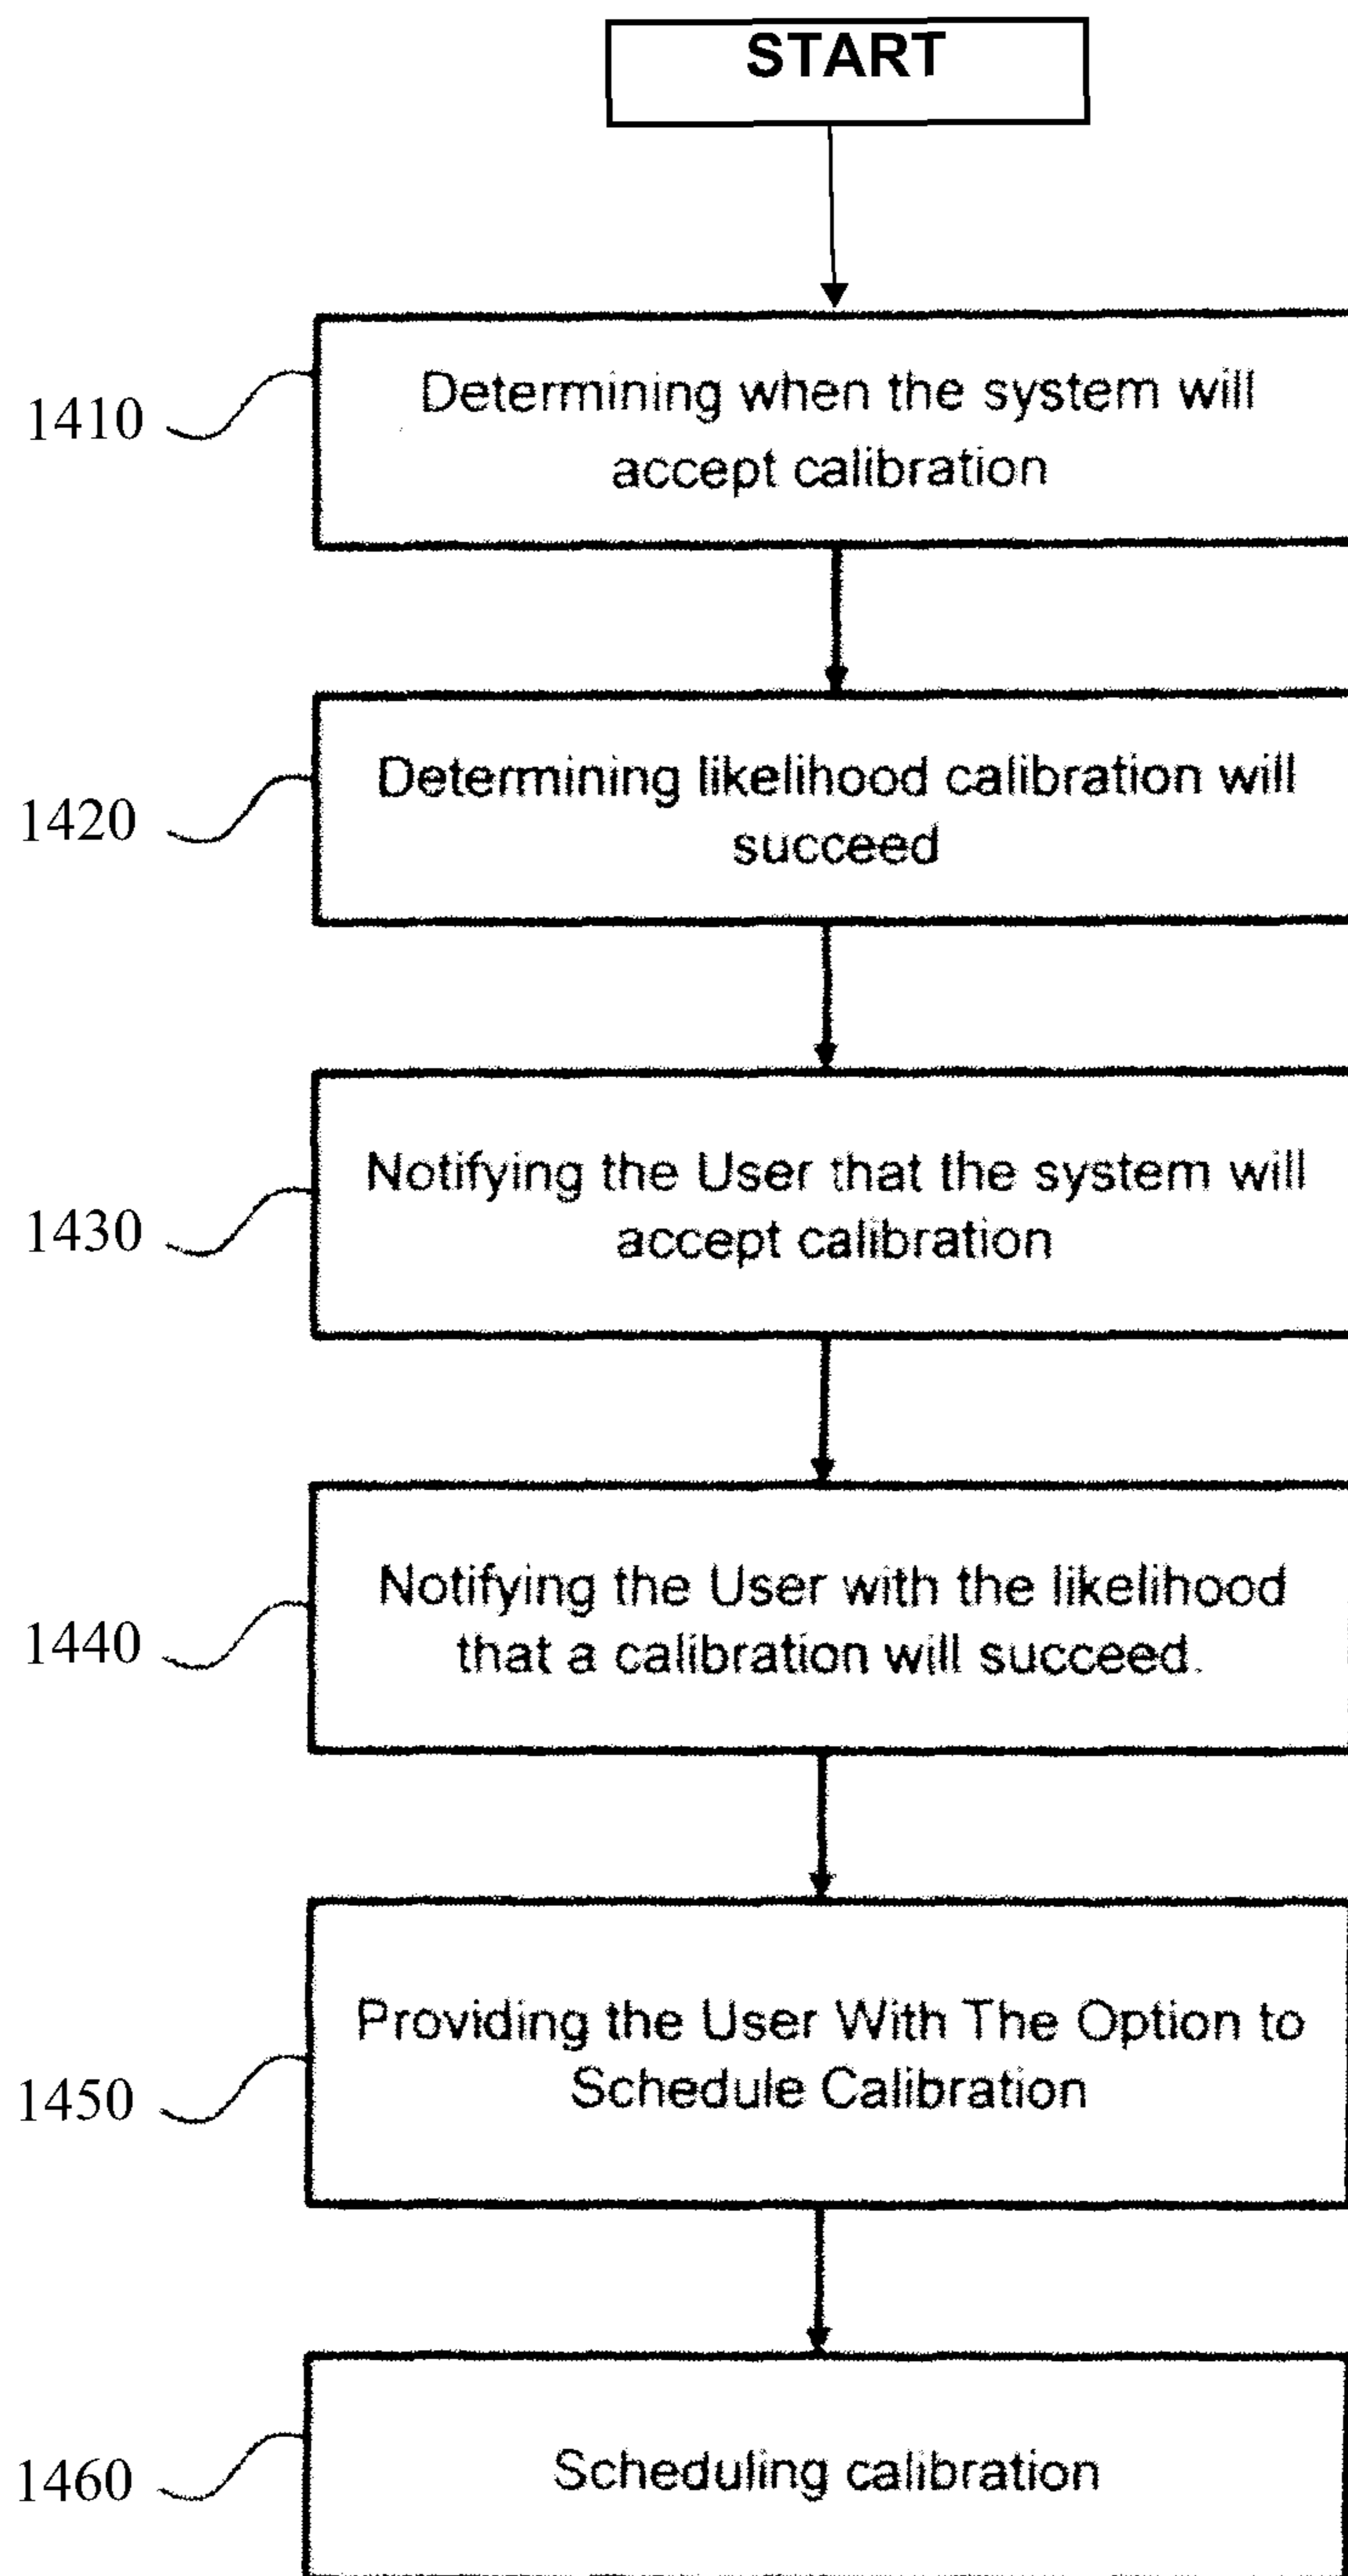 START
1410
Determining when the system will
accept calibration
1420
Determining likelihood calibration will
succeed
1430
Notifying the User that the system will
accept calibration
1440
Notifying the User with the likelihood
that a calibration will succeed.
1450
Providing the User With The Option to
Schedule Calibration
1460
Scheduling calibration